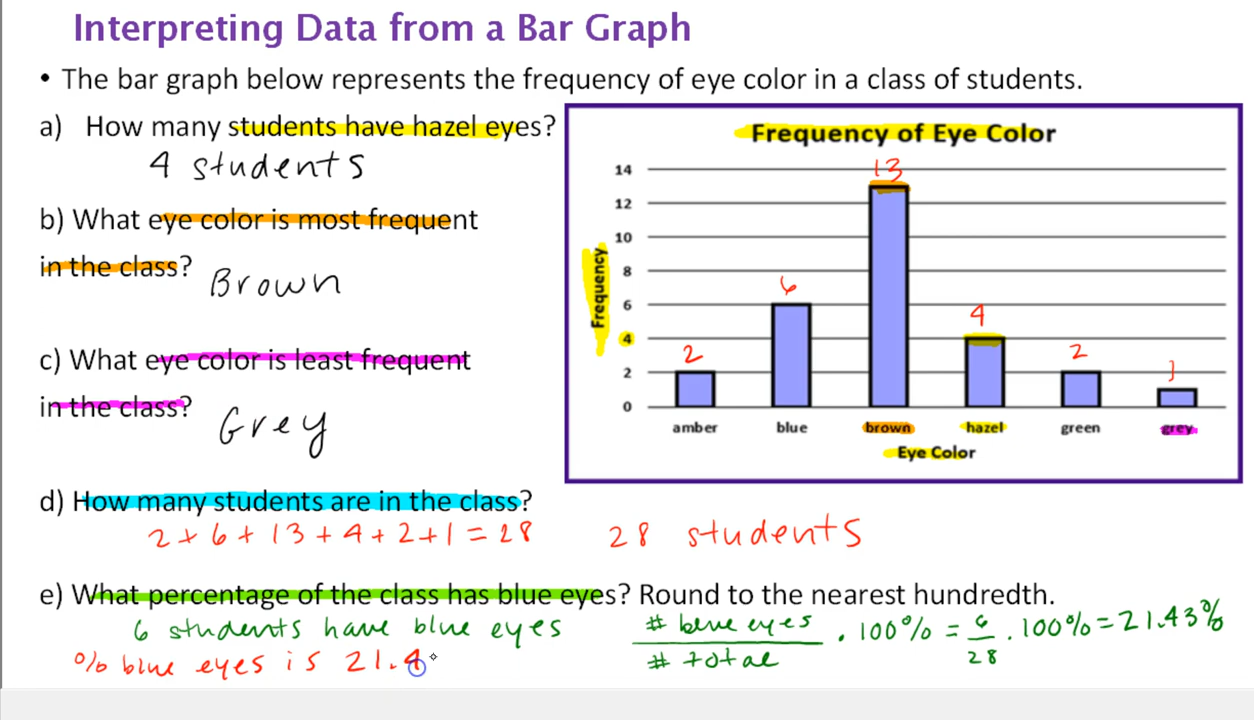 Interpreting Data from a Bar Graph
• The bar graph below represents the frequency of eye color in a class of students.
a) How many students have hazel eyes?
4 students
b) What eye color is most frequent
in the class?
Brown
c) What eye color is least frequent
in the class?
Grey
Frequency of Eye Color
Frequency
14
12
10
8
6
4
2
0
2
6
13
4
2
1
amber blue brown hazel green grey
Eye Color
d) How many students are in the class?
2 + 6 + 13 + 4 + 2 + 1 = 28 28 students
e) What percentage of the class has blue eyes? Round to the nearest hundredth.
6 students have blue eyes
# blue eyes
# total
· 100% = 6/28 · 100% = 21.43%
% blue eyes is 21.4